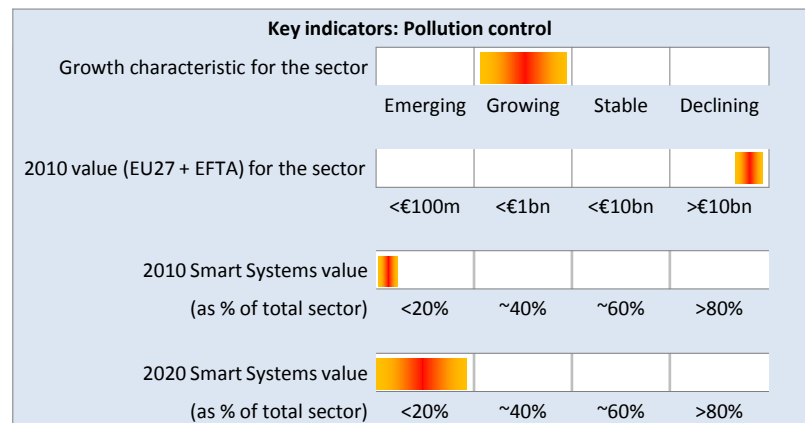 Key indicators: Pollution control
Growth characteristic for the sector
Emerging Growing Stable Declining
2010 value (EU27 + EFTA) for the sector
<€100m <€1bn <€10bn >€10bn
2010 Smart Systems value
(as % of total sector) <20% ~40% ~60% >80%
2020 Smart Systems value
(as % of total sector) <20% ~40% ~60% >80%